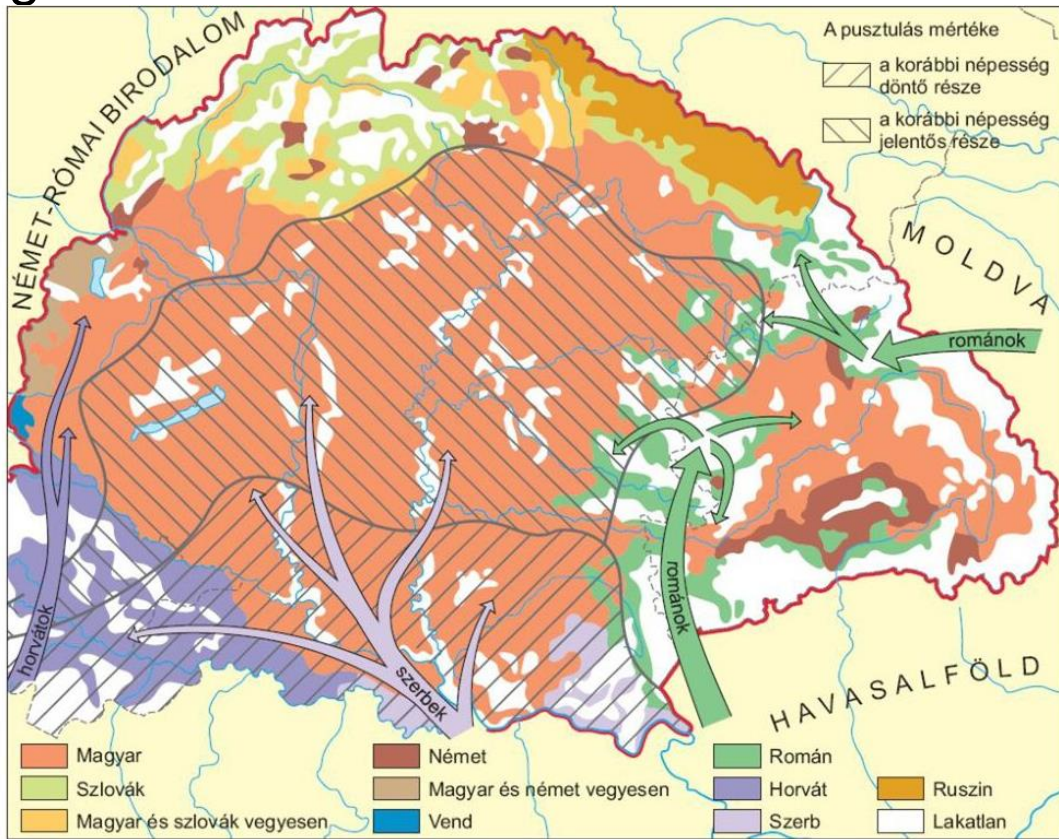 g
NÉMET-RÓMAI BIRODALOM
A pusztulás mértéke
a korábbi népesség
döntő része
a korábbi népesség
jelentős része
MOLDVA
románok
románok
horvátok
szerbek
HAVASALFÖLD
Magyar
Szlovák
Magyar és szlovák vegyesen
Német
Magyar és német vegyesen
Vend
Román
Horvát
Szerb
Ruszin
Lakatlan